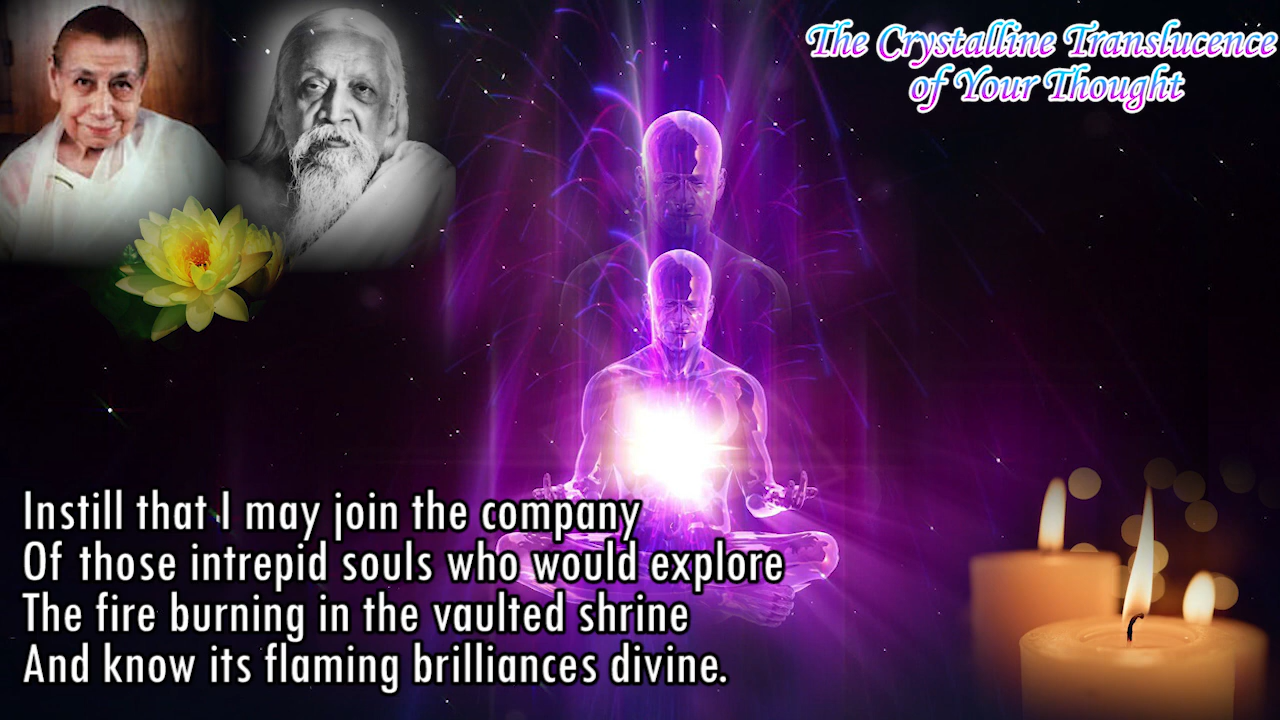 The Crystalline Translucence
of Your Thought
Instill that I may join the company
Of those intrepid souls who would explore
The fire burning in the vaulted shrine
And know its flaming brilliances divine.